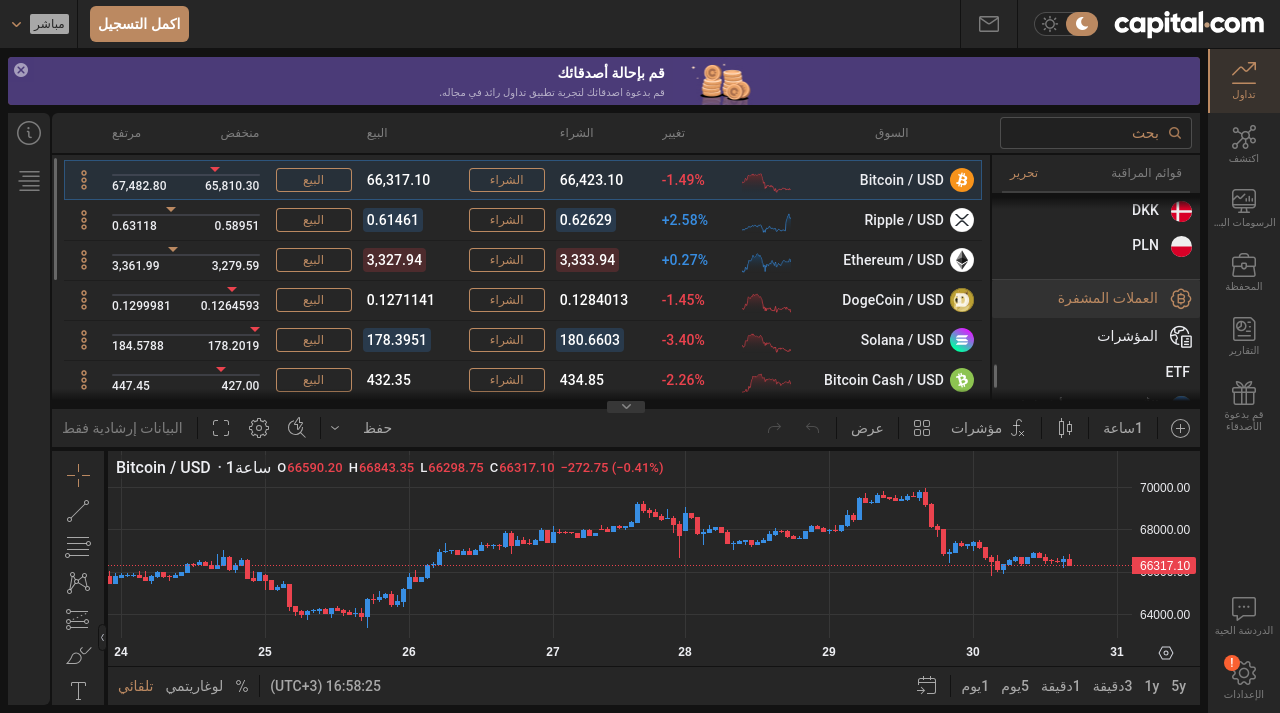 capital.com
اكمل التسجيل
مباشر
قم بإحالة أصدقائك
قم بدعوة اصدقائك لتجربة تطبيق تداول رائد في مجاله.
تداول
اكتشف
الرسومات البـ...
المحفظة
التقارير
قم بدعوة الأصدقاء
الدردشة الحية
!
الإعدادات
بحث
قوائم المراقبة
تحرير
DKK
PLN
العملات المشفرة
المؤشرات
ETF
السوق
تغيير
الشراء
البيع
منخفض
مرتفع
Bitcoin / USD
-1.49%
66,423.10
الشراء
66,317.10
البيع
65,810.30
67,482.80
Ripple / USD
+2.58%
0.62629
الشراء
0.61461
البيع
0.58951
0.63118
Ethereum / USD
+0.27%
3,333.94
الشراء
3,327.94
البيع
3,279.59
3,361.99
DogeCoin / USD
-1.45%
0.1284013
الشراء
0.1271141
البيع
0.1264593
0.1299981
Solana / USD
-3.40%
180.6603
الشراء
178.3951
البيع
178.2019
184.5788
Bitcoin Cash / USD
-2.26%
434.85
الشراء
432.35
البيع
427.00
447.45
1ساعة
مؤشرات
عرض
حفظ
البيانات إرشادية فقط
Bitcoin / USD · 1ساعة O66590.20 H66843.35 L66298.75 C66317.10 −272.75 (−0.41%)
70000.00
68000.00
66317.10
64000.00
24 25 26 27 28 29 30 31
5y 1y 3دقيقة 1دقيقة 5يوم 1يوم
16:58:25 (UTC+3)
%
لوغاريتمي
تلقائي